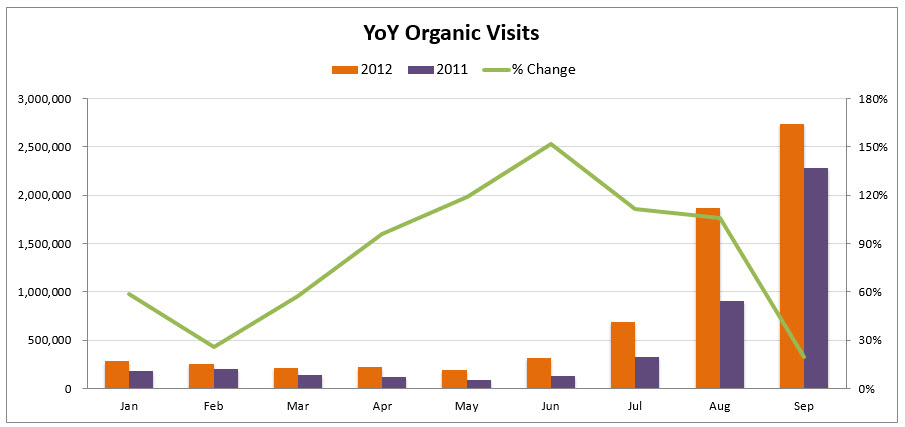 YoY Organic Visits
2012 2011 % Change
3,000,000 180%
2,500,000 150%
2,000,000 120%
1,500,000 90%
1,000,000 60%
500,000 30%
0 0%
Jan Feb Mar Apr May Jun Jul Aug Sep